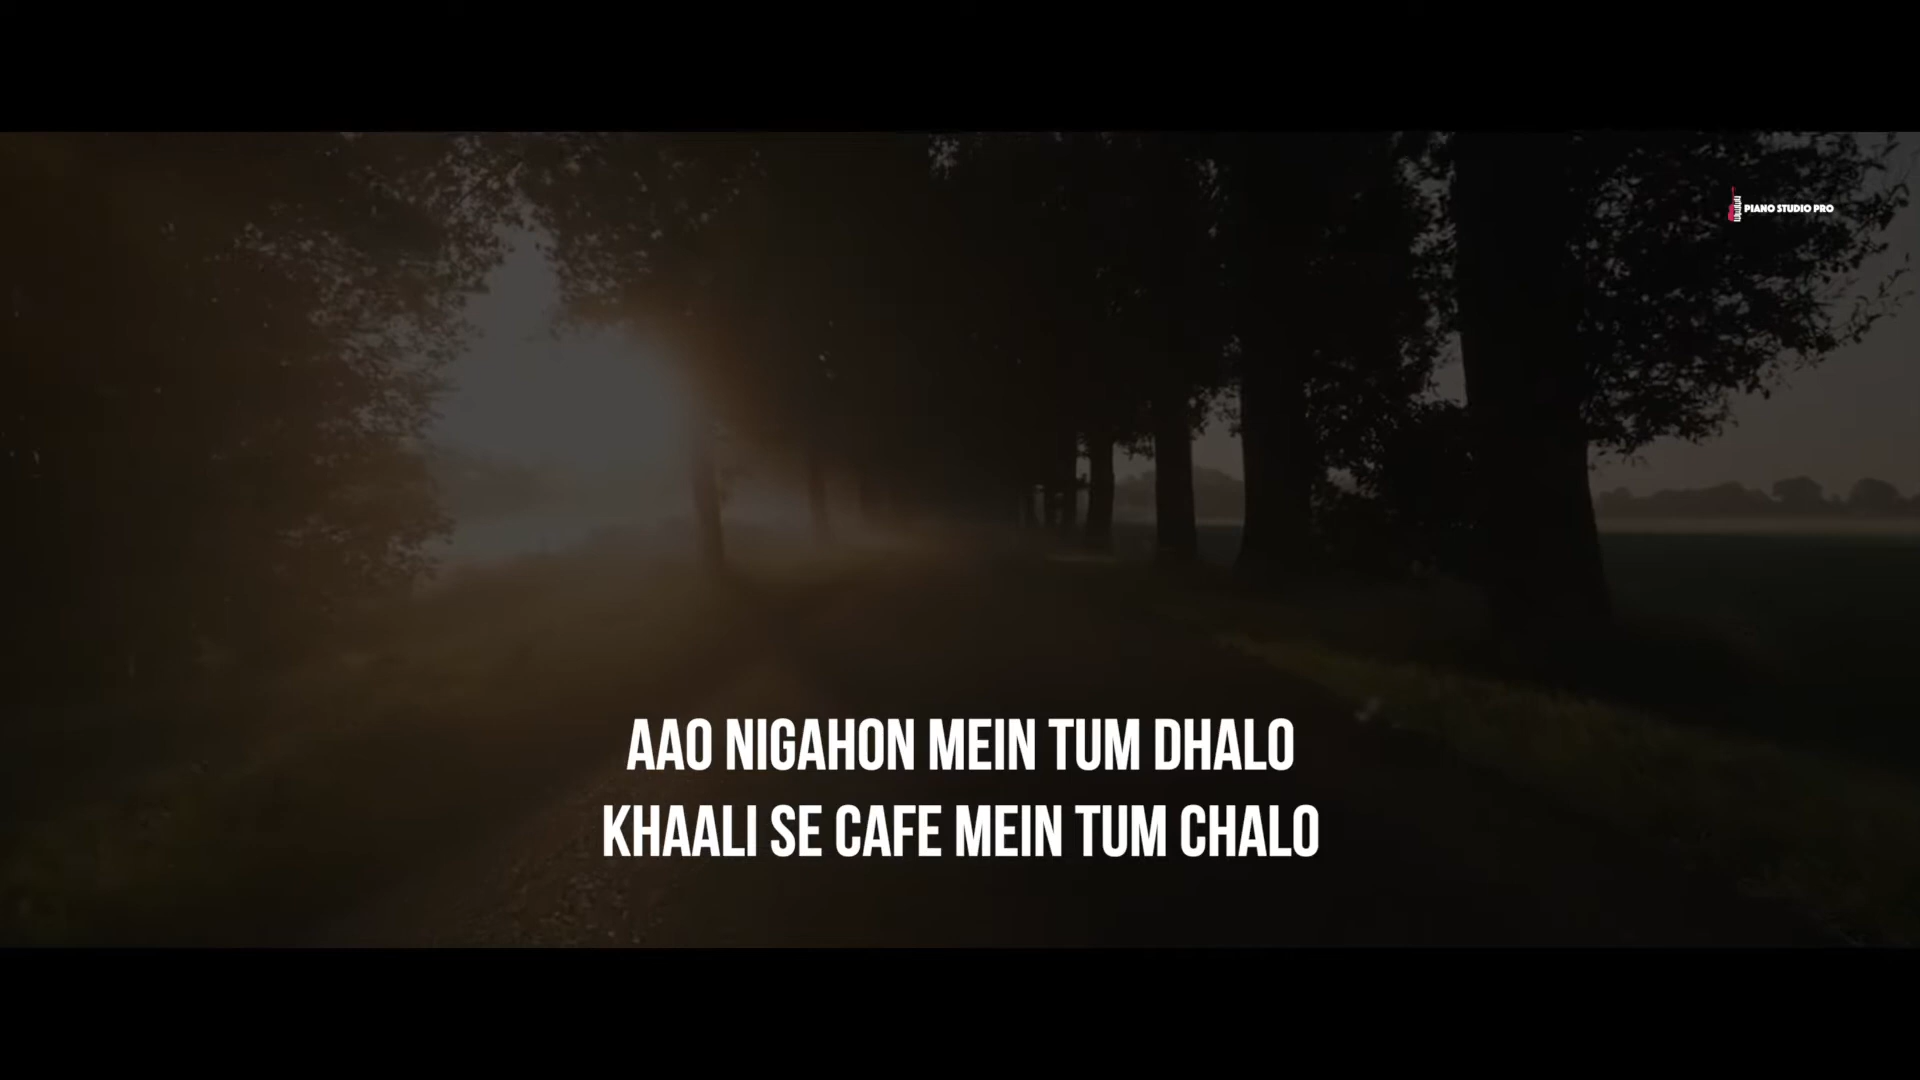 PIANO STUDIO PRO
AAO NIGAHON MEIN TUM DHALO
KHAALI SE CAFE MEIN TUM CHALO